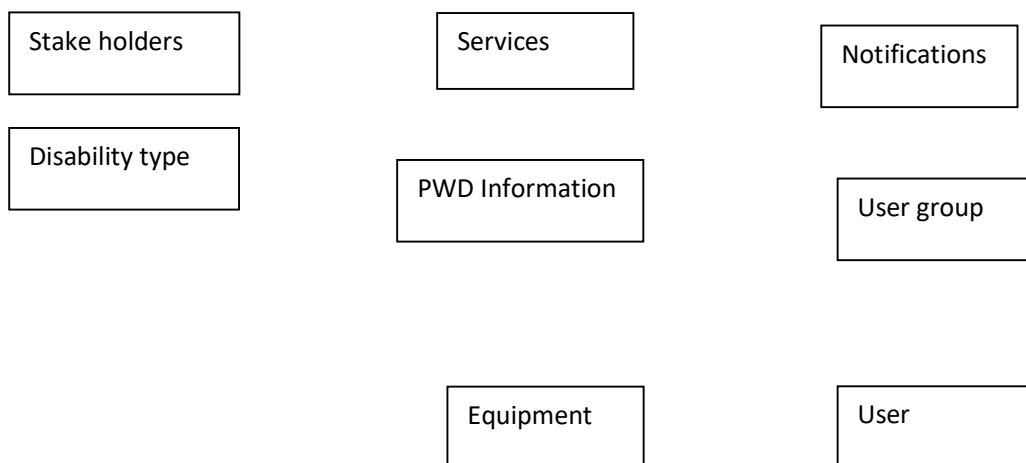 Stake holders
Services
Notifications
Disability type
PWD Information
User group
Equipment
User